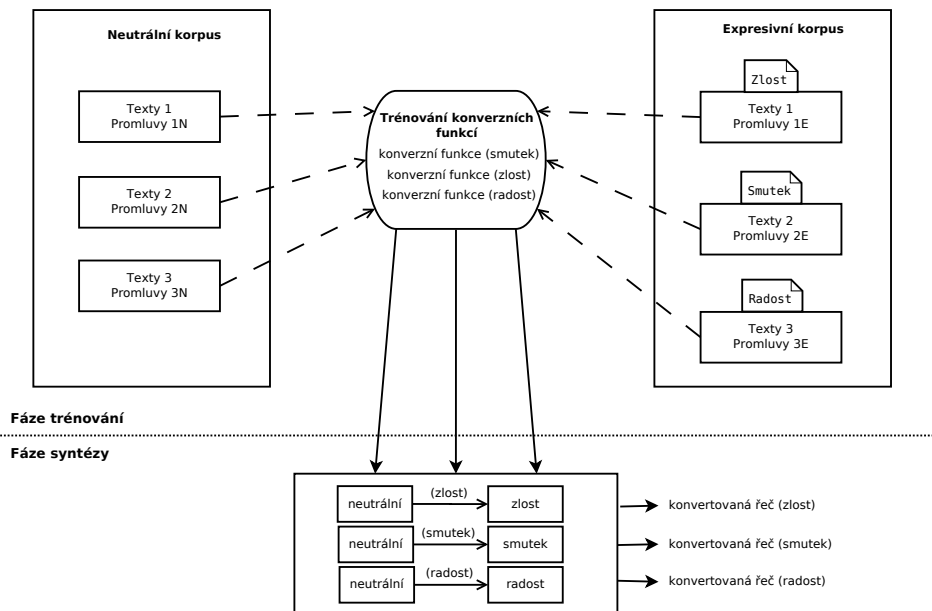 Neutrální korpus
Texty 1
Promluvy 1N
Texty 2
Promluvy 2N
Texty 3
Promluvy 3N
Trénování konverzních
funkcí
konverzní funkce (smutek)
konverzní funkce (zlost)
konverzní funkce (radost)
Expresivní korpus
Zlost
Texty 1
Promluvy 1E
Smutek
Texty 2
Promluvy 2E
Radost
Texty 3
Promluvy 3E
Fáze trénování
Fáze syntézy
neutrální
(zlost)
zlost
konvertovaná řeč (zlost)
neutrální
(smutek)
smutek
konvertovaná řeč (smutek)
neutrální
(radost)
radost
konvertovaná řeč (radost)